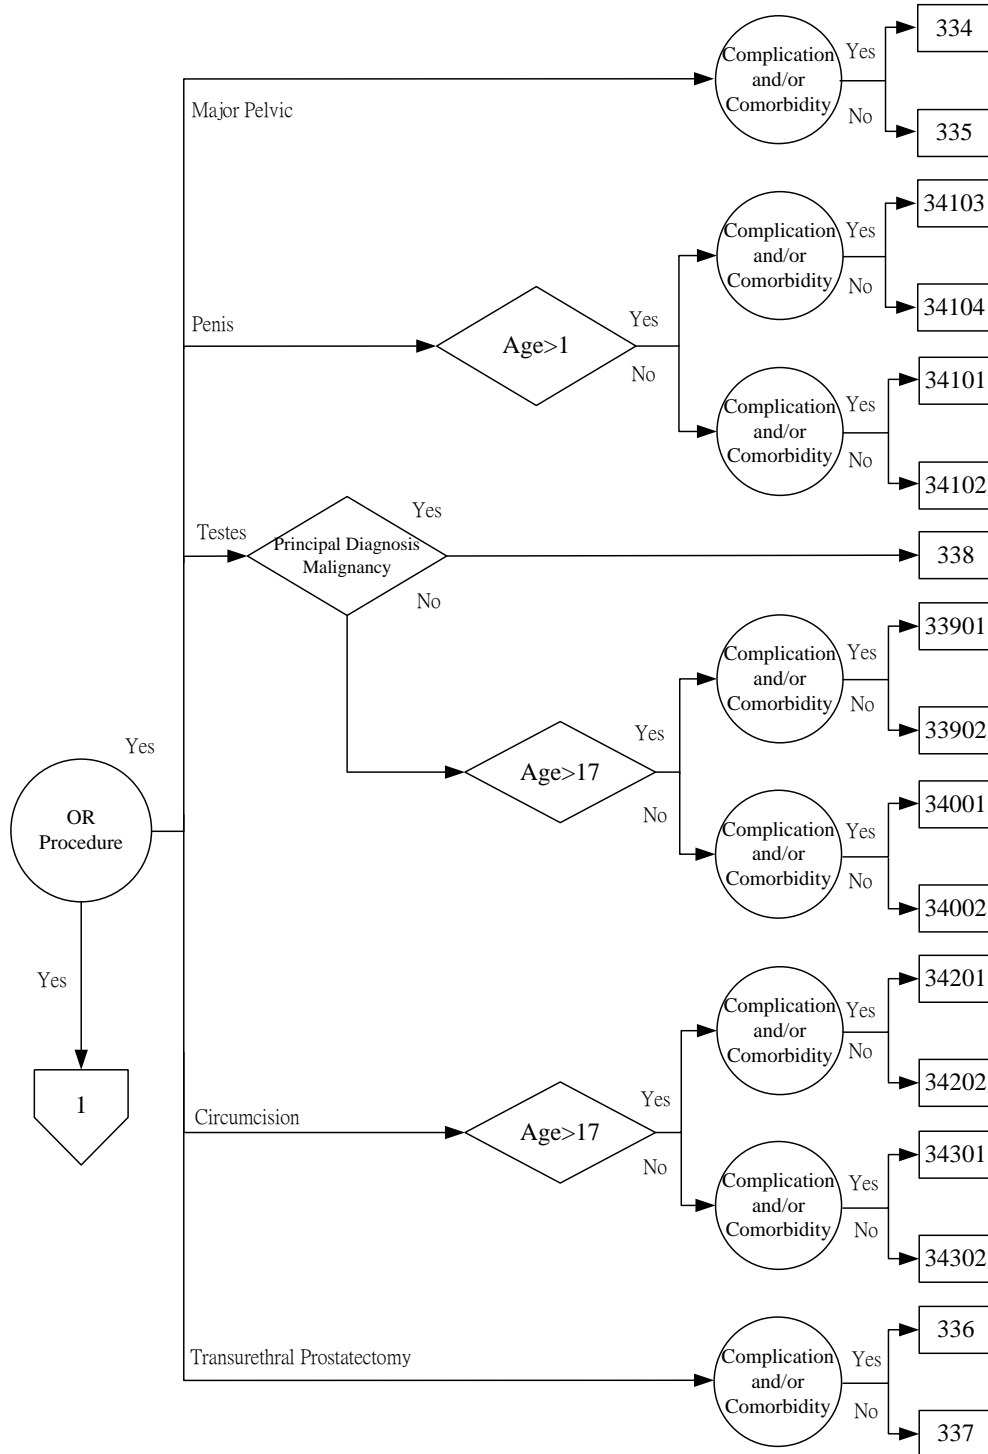 Complication
and/or
Comorbidity
Yes
No
334
335
Major Pelvic
Penis
Age>1
Yes
No
Complication
and/or
Comorbidity
Yes
No
34103
34104
Complication
and/or
Comorbidity
Yes
No
34101
34102
Testes
Principal Diagnosis
Malignancy
Yes
No
338
Age>17
Yes
No
Complication
and/or
Comorbidity
Yes
No
33901
33902
Complication
and/or
Comorbidity
Yes
No
34001
34002
OR
Procedure
Yes
Yes
1
Circumcision
Age>17
Yes
No
Complication
and/or
Comorbidity
Yes
No
34201
34202
Complication
and/or
Comorbidity
Yes
No
34301
34302
Transurethral Prostatectomy
Complication
and/or
Comorbidity
Yes
No
336
337